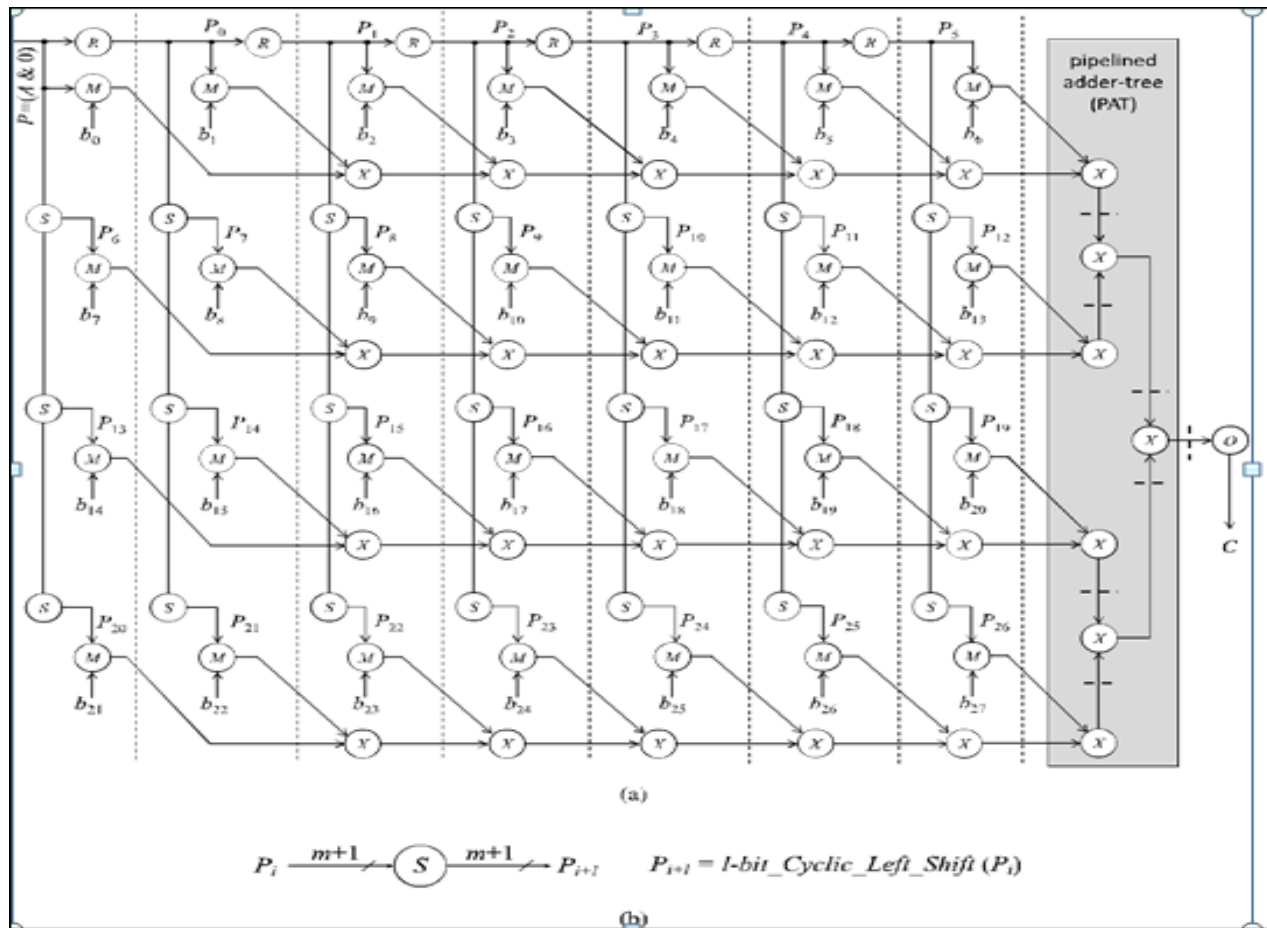 P=(A & 0)
R P0 R P1 R P2 R P3 R P4 R P5
pipelined
adder-tree
(PAT)
M M M M M M M
b0 b1 b2 b3 b4 b5 b6
X X X X X X
S S S S S S S
P6 P7 P8 P9 P10 P11 P12
M M M M M M M
X
b7 b8 b9 b10 b11 b12 b13
X X X X X X
S S S S S S S
P13 P14 P15 P16 P17 P18 P19
X O
M M M M M M M
b14 b15 b16 b17 b18 b19 b20
X X X X X X
C
S S S S S S S
P20 P21 P22 P23 P24 P25 P26
X
M M M M M M M
b21 b22 b23 b24 b25 b26 b27
X X X X X X
(a)
Pi m+1 S m+1 Pi+l Pi+l = l-bit_Cyclic_Left_Shift (Pi)
(b)